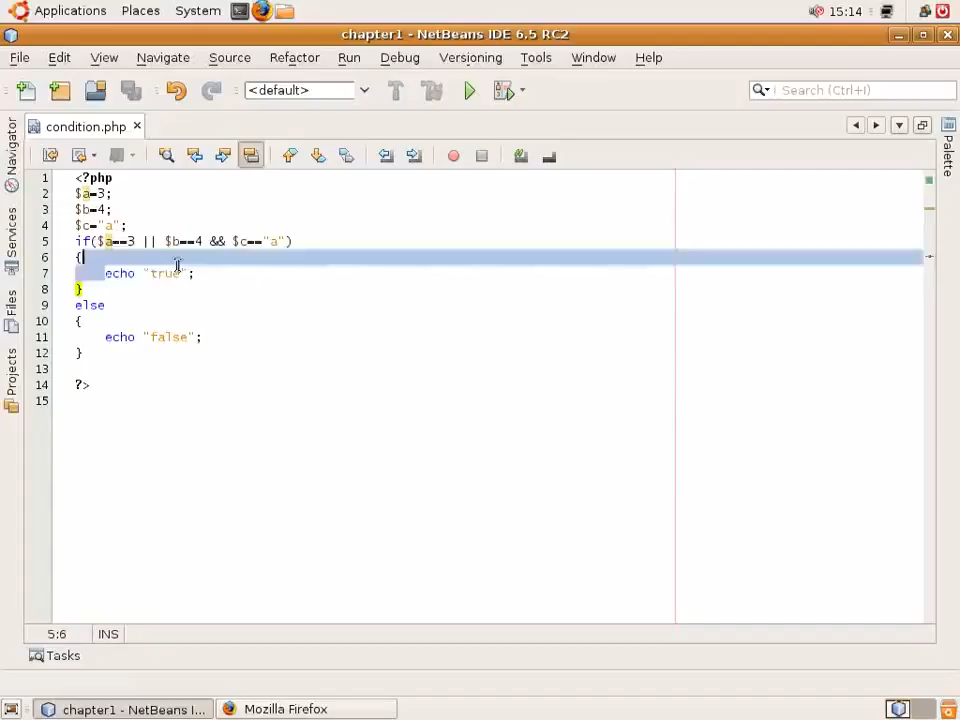 Applications Places System 15:14
chapter1 - NetBeans IDE 6.5 RC2
File Edit View Navigate Source Refactor Run Debug Versioning Tools Window Help
<default> Search (Ctrl+I)
condition.php
Navigator
Services
Files
Projects
Palette
1 <?php
2 $a=3;
3 $b=4;
4 $c="a";
5 if($a==3 || $b==4 && $c=="a")
6 {
7 echo "true";
8 }
9 else
10 {
11 echo "false";
12 }
13
14 ?>
15
5:6 INS
Tasks
chapter1 - NetBeans I... Mozilla Firefox